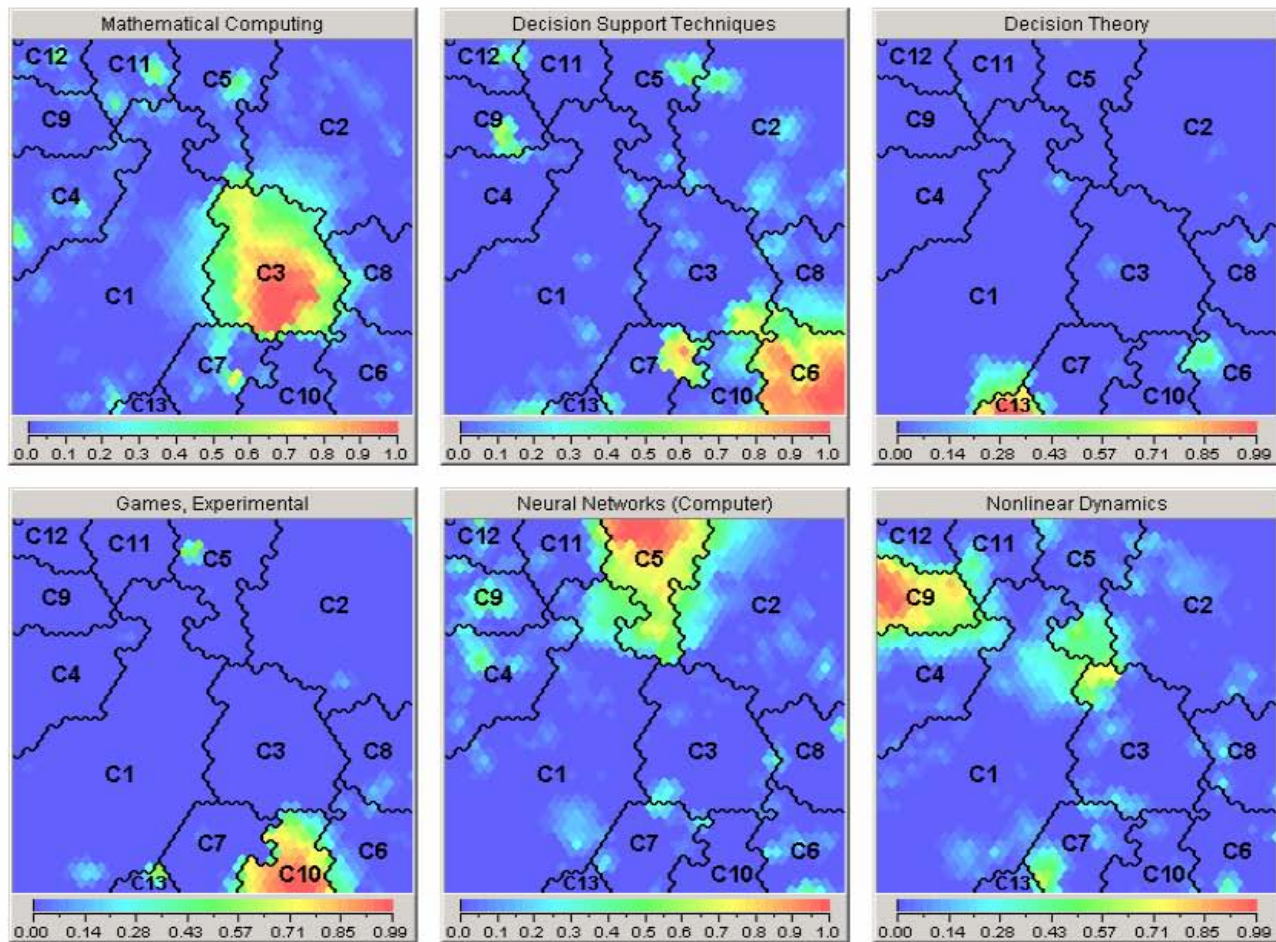 Mathematical Computing
C12 C11 C5
C9 C2
C4
C3 C8
C1
C7 C6
C13 C10
0.0 0.1 0.2 0.3 0.4 0.5 0.6 0.7 0.8 0.9 1.0
Decision Support Techniques
C12 C11 C5
C9 C2
C4
C3 C8
C1
C7 C6
C13 C10
0.0 0.1 0.2 0.3 0.4 0.5 0.6 0.7 0.8 0.9 1.0
Decision Theory
C12 C11 C5
C9 C2
C4
C3 C8
C1
C7 C6
C13 C10
0.00 0.14 0.28 0.43 0.57 0.71 0.85 0.99
Games, Experimental
C12 C11 C5
C9 C2
C4
C3 C8
C1
C7 C6
C13 C10
0.00 0.14 0.28 0.43 0.57 0.71 0.85 0.99
Neural Networks (Computer)
C12 C11 C5
C9 C2
C4
C3 C8
C1
C7 C6
C13 C10
0.0 0.1 0.2 0.3 0.4 0.5 0.6 0.7 0.8 0.9 1.0
Nonlinear Dynamics
C12 C11 C5
C9 C2
C4
C3 C8
C1
C7 C6
C13 C10
0.00 0.14 0.28 0.43 0.57 0.71 0.85 0.99